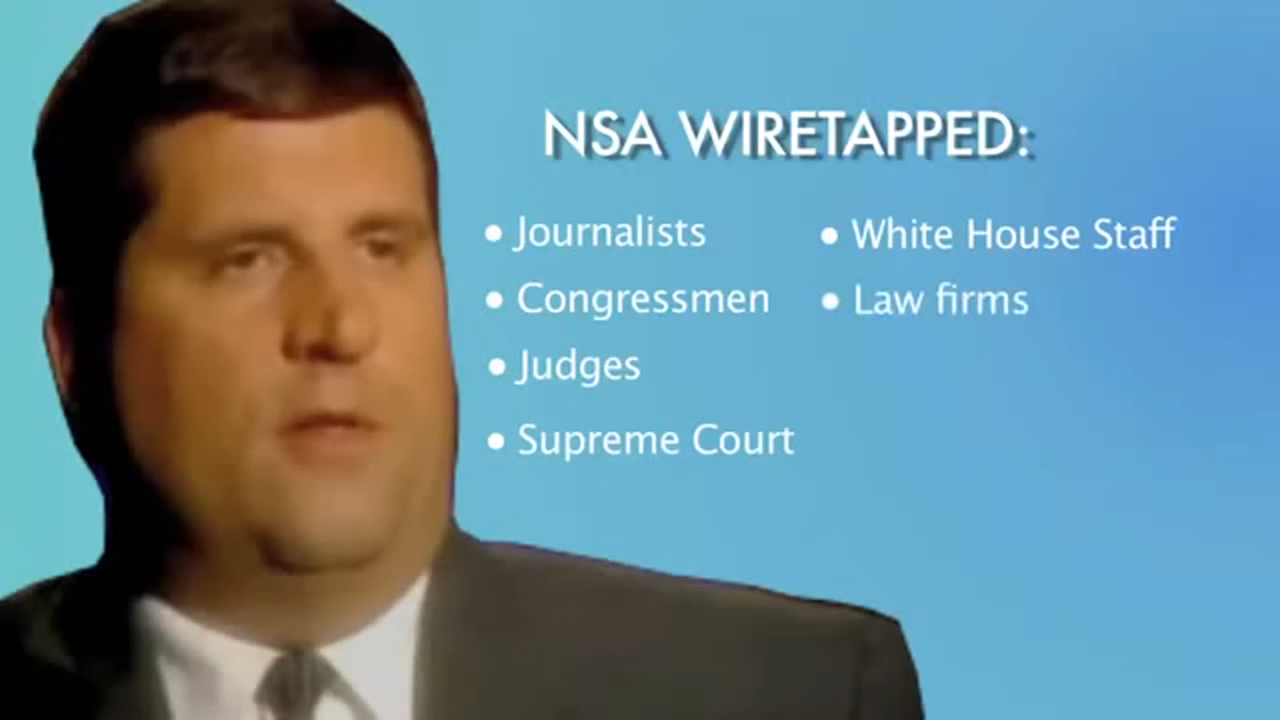 NSA WIRETAPPED:
• Journalists
• Congressmen
• Judges
• Supreme Court
• White House Staff
• Law firms